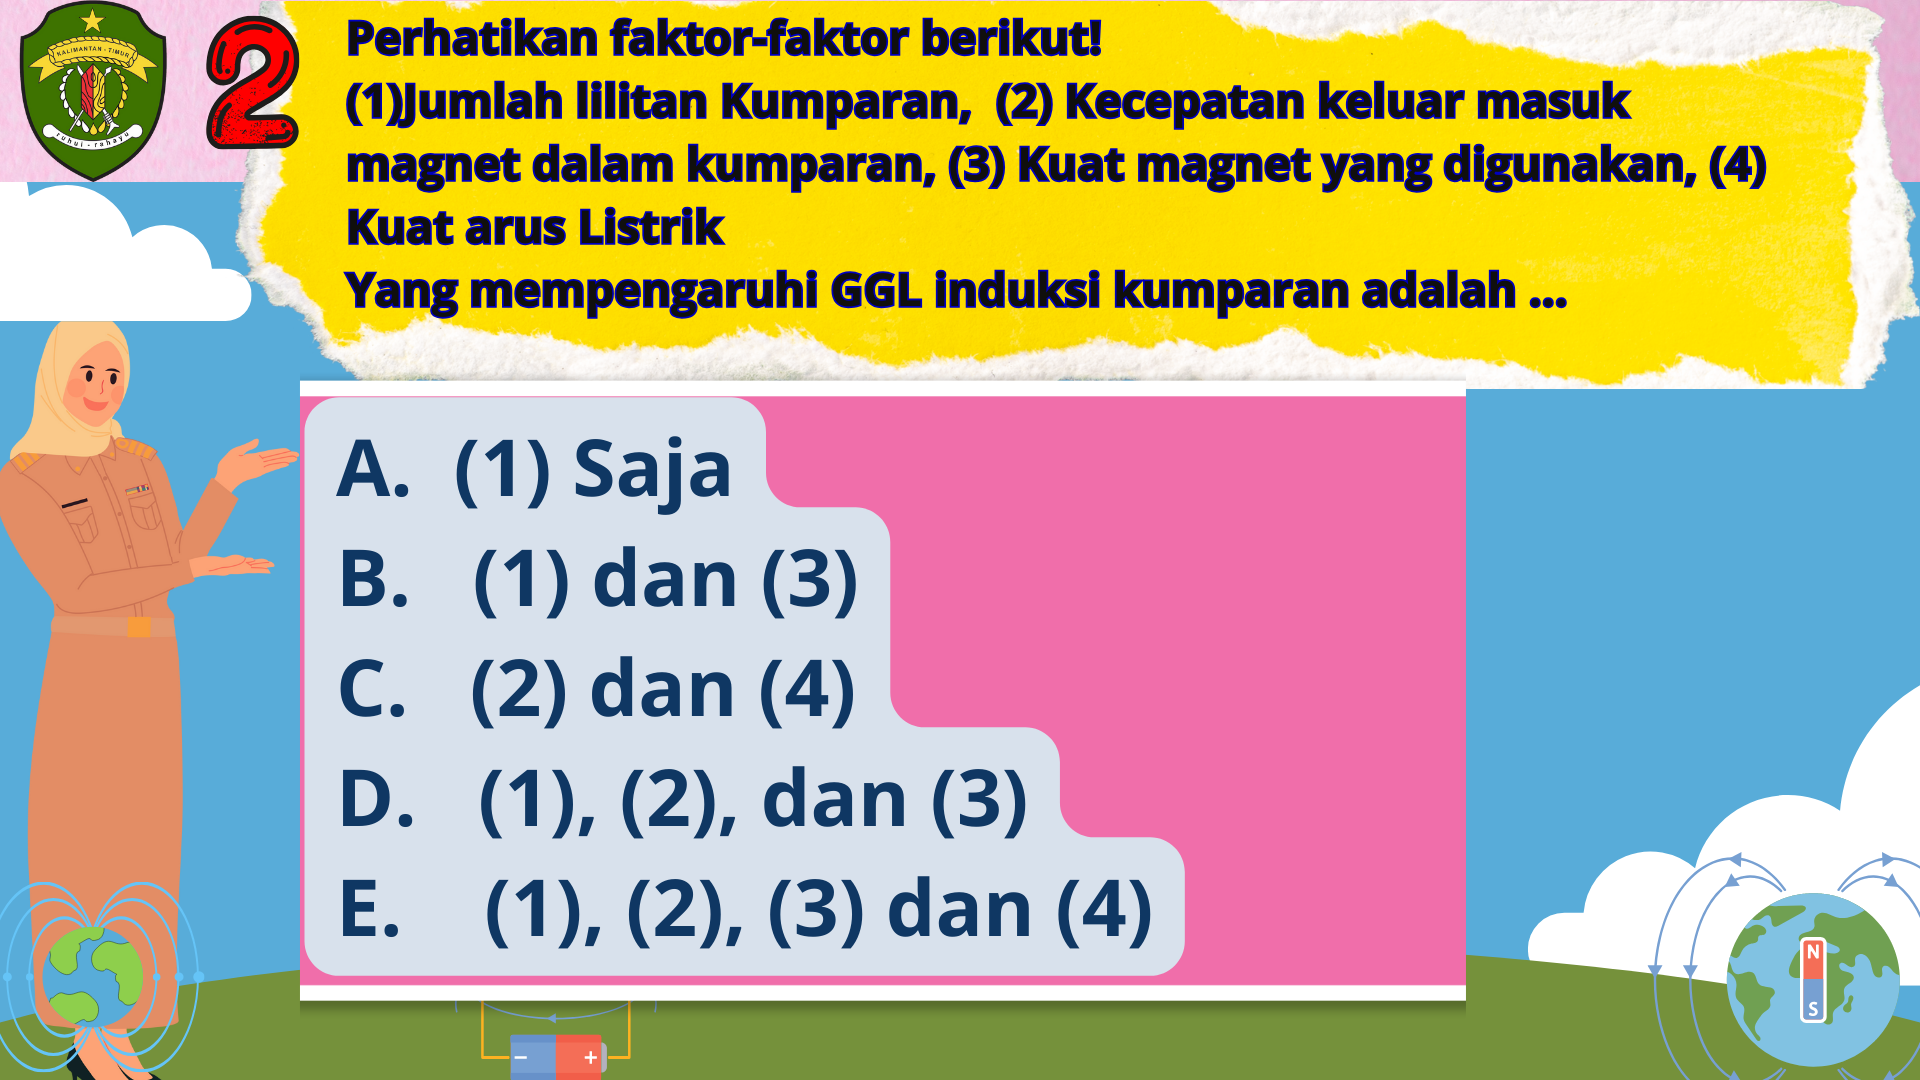 KALIMANTAN - TIMUR
ruhui - rahayu
2
Perhatikan faktor-faktor berikut!
(1)Jumlah lilitan Kumparan,  (2) Kecepatan keluar masuk
magnet dalam kumparan, (3) Kuat magnet yang digunakan, (4)
Kuat arus Listrik
Yang mempengaruhi GGL induksi kumparan adalah ...
A. (1) Saja
B. (1) dan (3)
C. (2) dan (4)
D. (1), (2), dan (3)
E. (1), (2), (3) dan (4)
N
S
− +